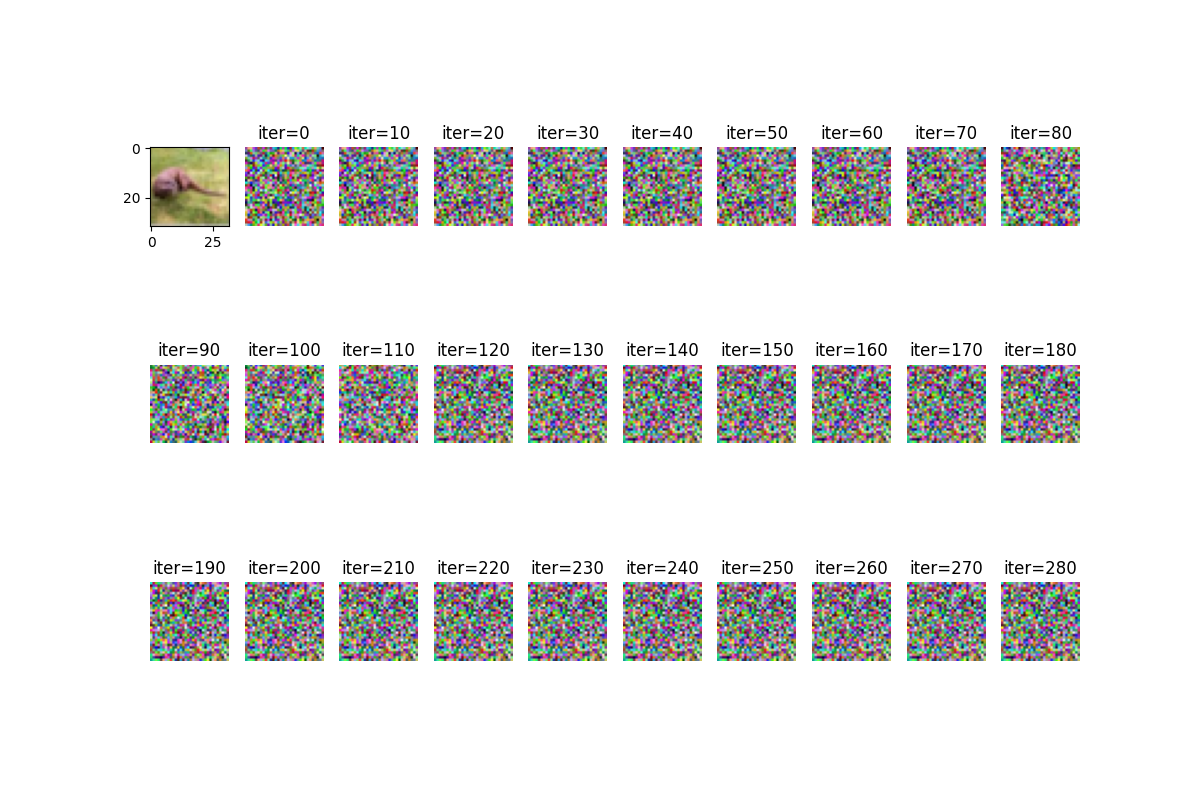 iter=0 iter=10 iter=20 iter=30 iter=40 iter=50 iter=60 iter=70 iter=80
0
20
0 25
iter=90 iter=100 iter=110 iter=120 iter=130 iter=140 iter=150 iter=160 iter=170 iter=180
iter=190 iter=200 iter=210 iter=220 iter=230 iter=240 iter=250 iter=260 iter=270 iter=280